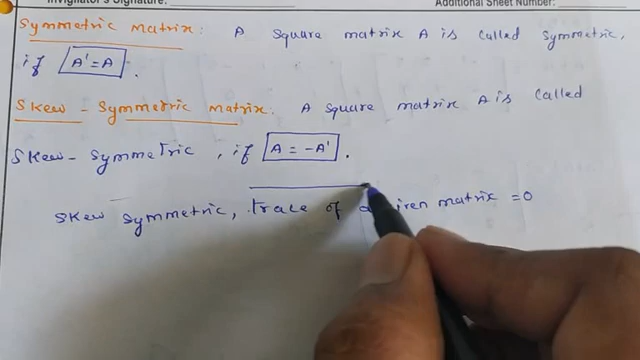 Invigilator's Signature: Additional Sheet Number:
Symmetric Matrix: A Square matrix A is Called Symmetric,
if A' = A .
Skew - Symmetric matrix: A Square matrix A is called
Skew - Symmetric , if A = -A' .
Skew Symmetric, trace of matrix = 0